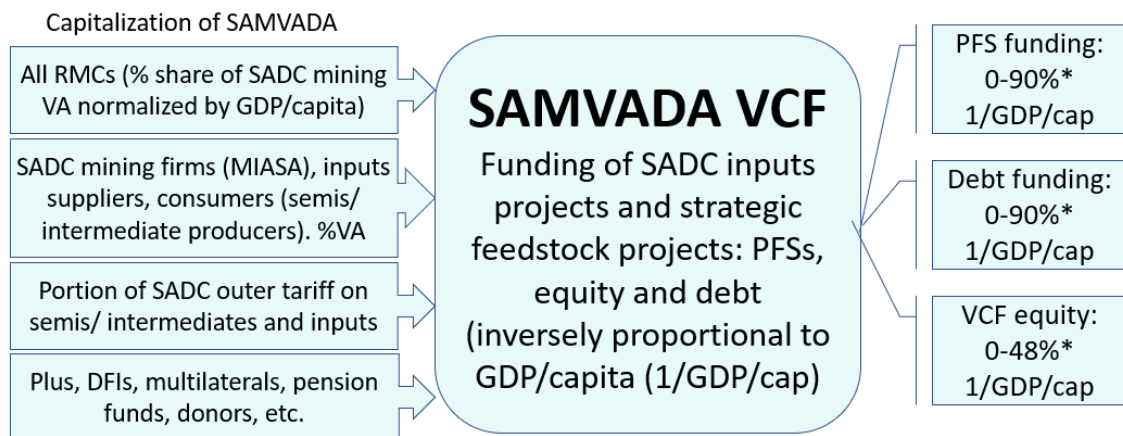 Capitalization of SAMVADA
All RMCs (% share of SADC mining
VA normalized by GDP/capita)
SADC mining firms (MIASA), inputs
suppliers, consumers (semis/
intermediate producers). %VA
Portion of SADC outer tariff on
semis/ intermediates and inputs
Plus, DFIs, multilaterals, pension
funds, donors, etc.
SAMVADA VCF
Funding of SADC inputs
projects and strategic
feedstock projects: PFSs,
equity and debt
(inversely proportional to
GDP/capita (1/GDP/cap)
PFS funding:
0-90%*
1/GDP/cap
Debt funding:
0-90%*
1/GDP/cap
VCF equity:
0-48%*
1/GDP/cap